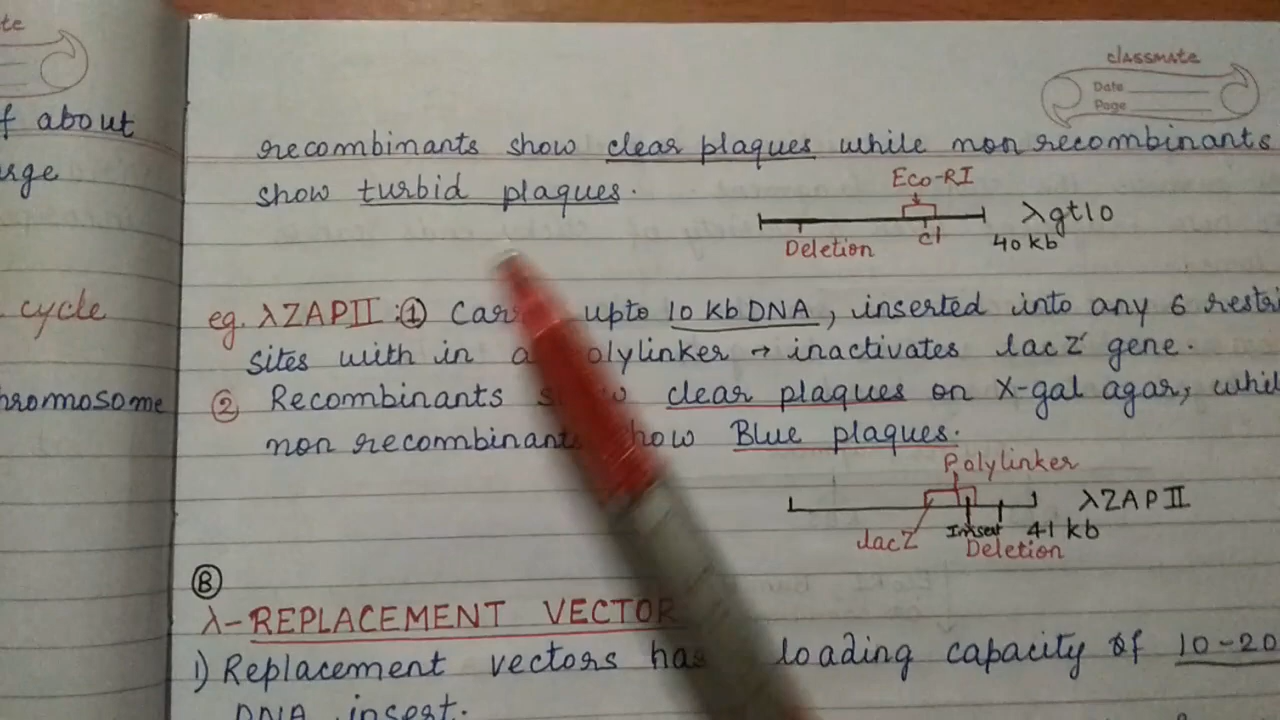 te
f about
rge
cycle
hromosome
classmate
Date
Page
recombinants show clear plaques while non recombinants
show turbid plaques.
Eco-RI
λgt10
Deletion
cI
40 kb
eg. λZAPII :① upto 10 Kb DNA, inserted into any 6 restri
sites with in a olylinker → inactivates lacZ' gene.
② Recombinants clear plaques on X-gal agar, whil
non recombinants how Blue plaques.
Polylinker
λZAPII
lacZ
Insert
41 kb
Deletion
Ⓑ
λ-REPLACEMENT VECTOR
1) Replacement vectors loading capacity of 10-20
DNA insert.